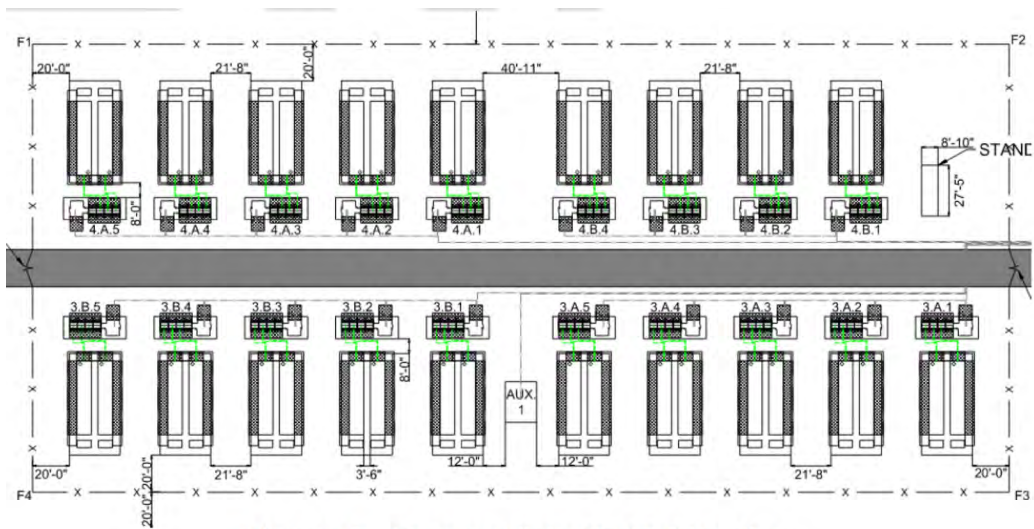 F1
F2
20'-0"
21'-8"
20'-0"
40'-11"
21'-8"
8'-10"
STAND
27'-5"
8'-0"
4.A.5
4.A.4
4.A.3
4.A.2
4.A.1
4.B.4
4.B.3
4.B.2
4.B.1
3.B.5
3.B.4
3.B.3
3.B.2
3.B.1
3.A.5
3.A.4
3.A.3
3.A.2
3.A.1
8'-0"
AUX.
1
20'-0"
20'-0"
21'-8"
3'-6"
12'-0"
12'-0"
21'-8"
20'-0"
F4
F3
20'-0"